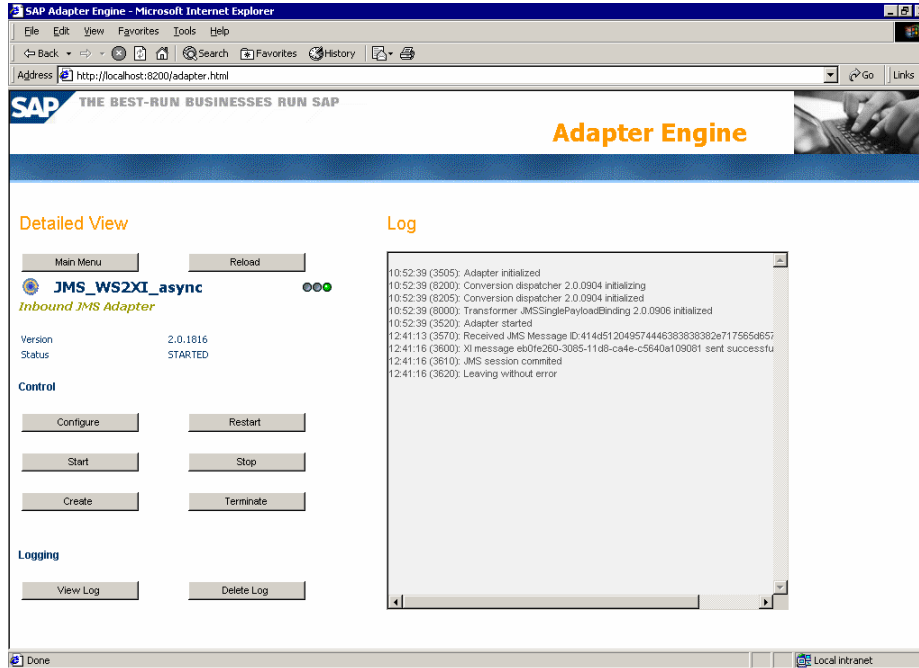 SAP Adapter Engine - Microsoft Internet Explorer
File Edit View Favorites Tools Help
Back Search Favorites History
Address http://localhost:8200/adapter.html Go Links
SAP THE BEST-RUN BUSINESSES RUN SAP
Adapter Engine
Detailed View
Main Menu Reload
JMS_WS2XI_async
Inbound JMS Adapter
Version 2.0.1816
Status STARTED
Control
Configure Restart
Start Stop
Create Terminate
Logging
View Log Delete Log
Log
10:52:39 (3505): Adapter initialized
10:52:39 (8200): Conversion dispatcher 2.0.0904 initializing
10:52:39 (8205): Conversion dispatcher 2.0.0904 initialized
10:52:39 (8000): Transformer JMSSinglePayloadBinding 2.0.0906 initialized
10:52:39 (3520): Adapter started
12:41:13 (3570): Received JMS Message ID:414d512049574446383838382e717565d657
12:41:16 (3600): XI message eb0fe260-3085-11d8-ca4e-c5640a109081 sent successfu
12:41:16 (3610): JMS session commited
12:41:16 (3620): Leaving without error
Done Local intranet